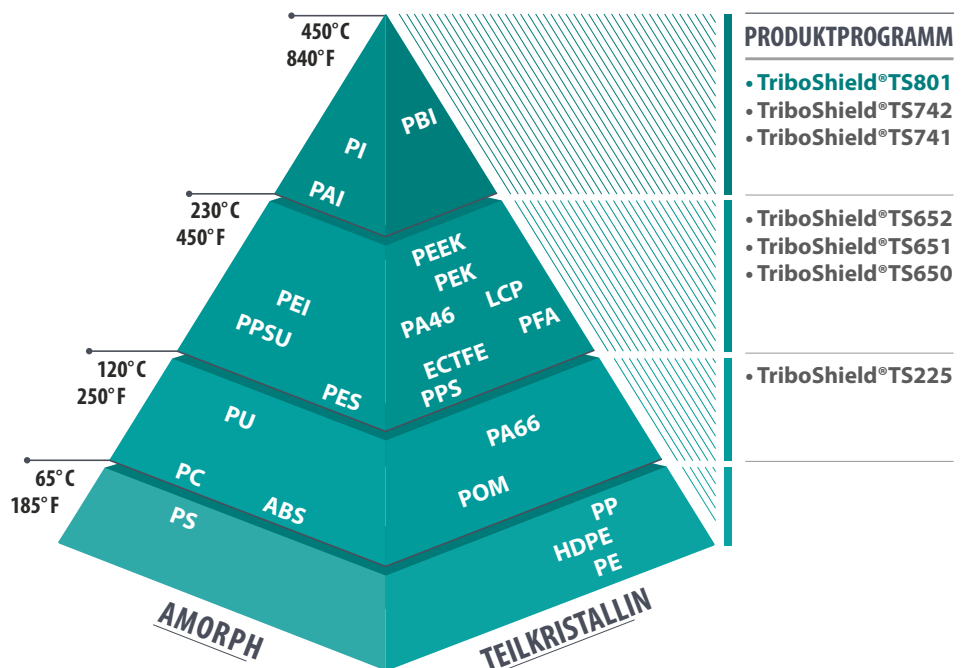 450°C
840°F
PRODUKTPROGRAMM
• TriboShield®TS801
• TriboShield®TS742
• TriboShield®TS741
PBI
PI
PAI
230°C
450°F
• TriboShield®TS652
• TriboShield®TS651
• TriboShield®TS650
PEEK
PEK
LCP
PEI
PA46
PFA
PPSU
ECTFE
PES
PPS
120°C
250°F
• TriboShield®TS225
PU
PA66
PC
POM
ABS
65°C
185°F
PS
PP
HDPE
PE
AMORPH
TEILKRISTALLIN